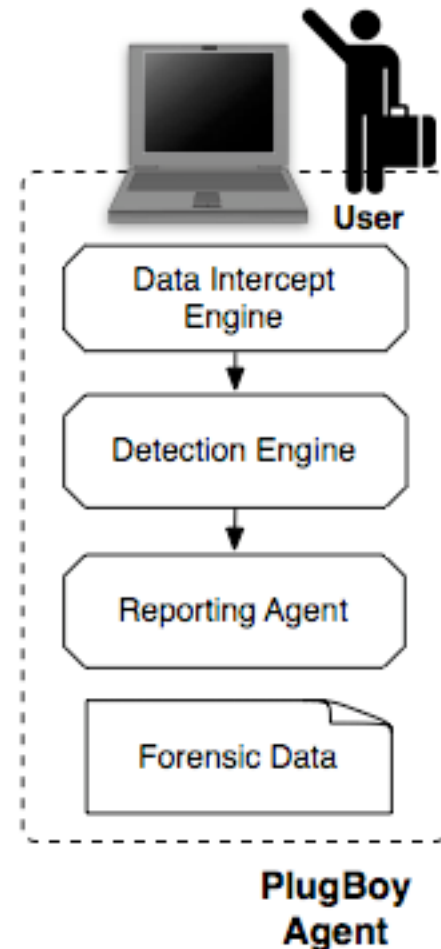 User
Data Intercept
Engine
Detection Engine
Reporting Agent
Forensic Data
PlugBoy
Agent